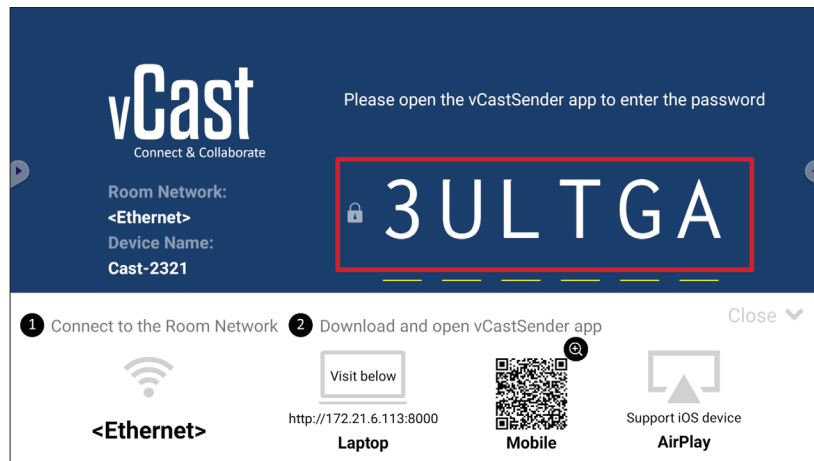 vCast
Connect & Collaborate
Please open the vCastSender app to enter the password
Room Network:
<Ethernet>
Device Name:
Cast-2321
3ULTGA
1 Connect to the Room Network
2 Download and open vCastSender app
Close
<Ethernet>
Visit below
http://172.21.6.113:8000
Laptop
Mobile
Support iOS device
AirPlay